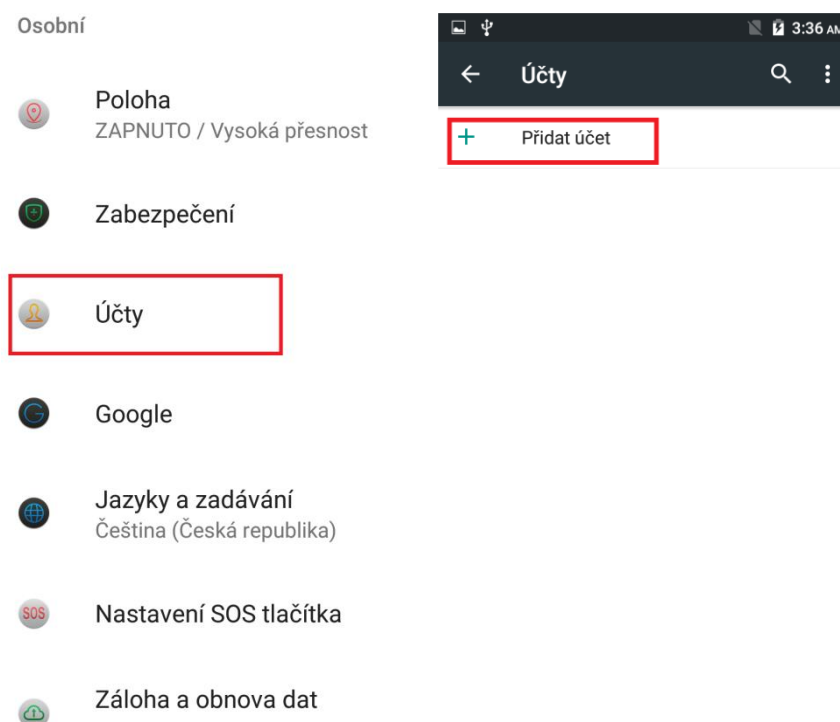 Osobní
Poloha
ZAPNUTO / Vysoká přesnost
Zabezpečení
Účty
Google
Jazyky a zadávání
Čeština (Česká republika)
SOS
Nastavení SOS tlačítka
Záloha a obnova dat
3:36 AM
Účty
Přidat účet